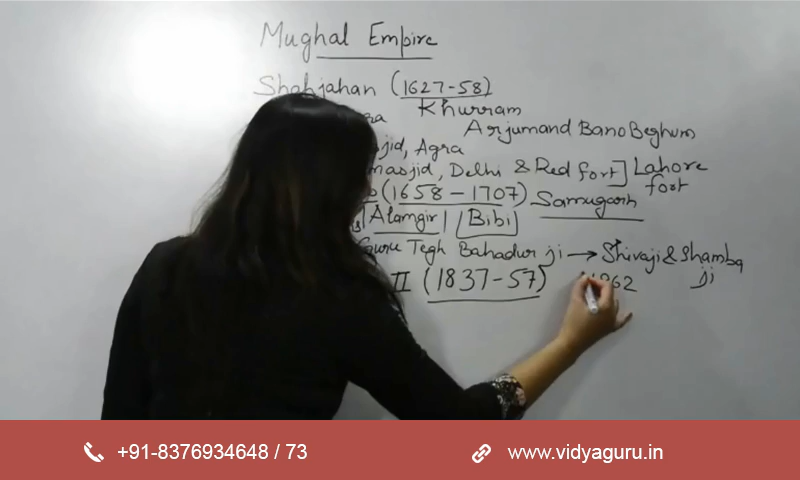 Mughal Empire
Shahjahan (1627-58)
Khurram
Arjumand Bano Beghum
jid, Agra
masjid, Delhi & Red fort] Lahore fort
(1658 - 1707) Samugarh
| Alamgir | / Bibi /
Guru Tegh Bahadur ji → Shivaji & Shamba ji
II (1837-57) 1862
+91-8376934648 / 73
www.vidyaguru.in